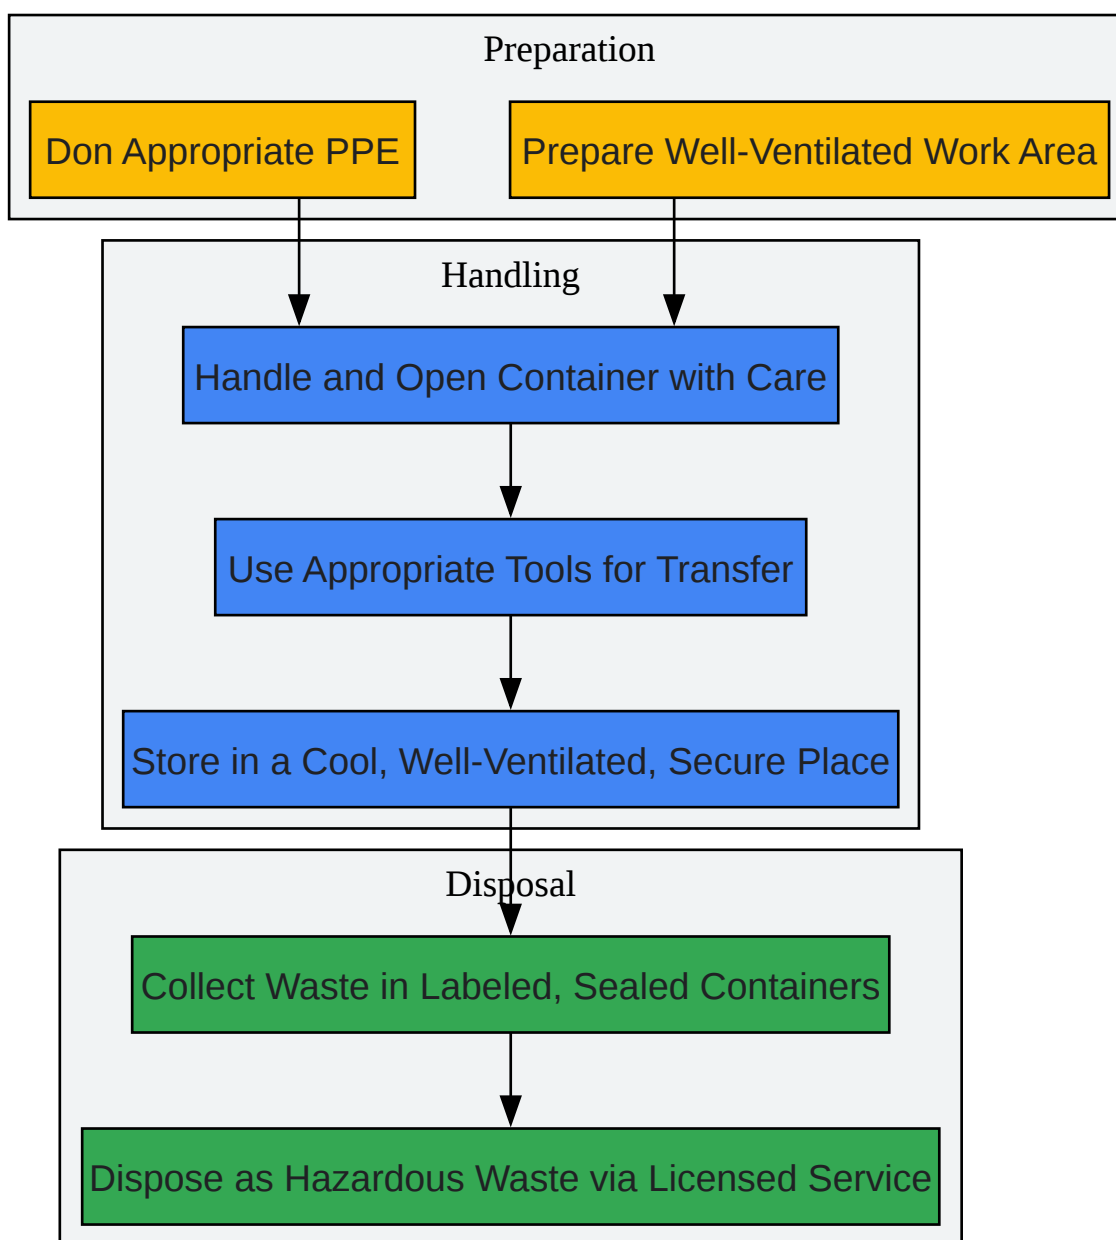 Preparation
Don Appropriate PPE
Prepare Well-Ventilated Work Area
Handling
Handle and Open Container with Care
Use Appropriate Tools for Transfer
Store in a Cool, Well-Ventilated, Secure Place
Disposal
Collect Waste in Labeled, Sealed Containers
Dispose as Hazardous Waste via Licensed Service